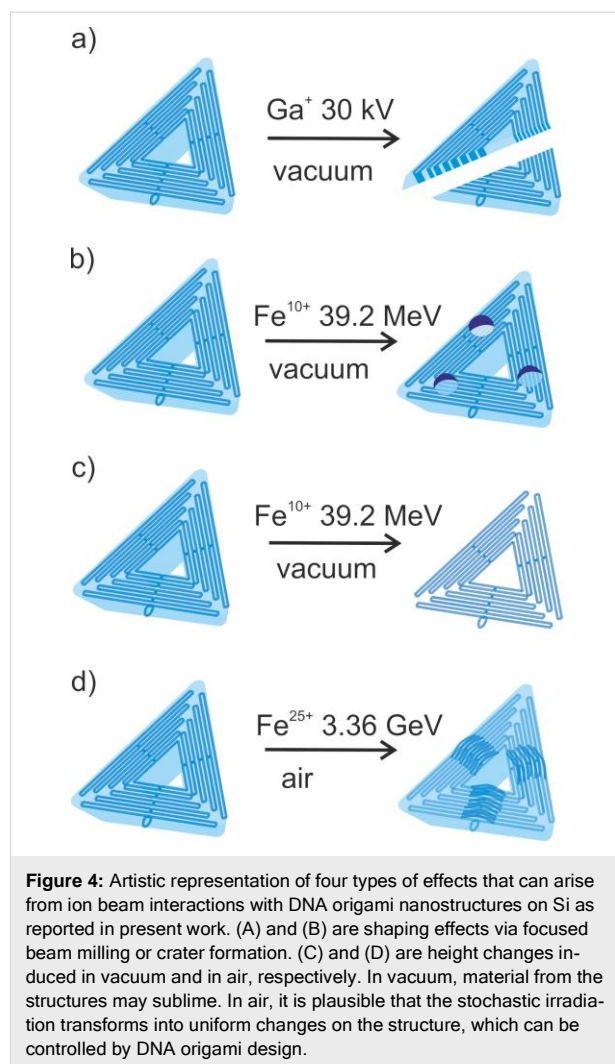 a)
Ga⁺ 30 kV
vacuum
b)
Fe¹⁰⁺ 39.2 MeV
vacuum
c)
Fe¹⁰⁺ 39.2 MeV
vacuum
d)
Fe²⁵⁺ 3.36 GeV
air
Figure 4: Artistic representation of four types of effects that can arise
from ion beam interactions with DNA origami nanostructures on Si as
reported in present work. (A) and (B) are shaping effects via focused
beam milling or crater formation. (C) and (D) are height changes in-
duced in vacuum and in air, respectively. In vacuum, material from the
structures may sublime. In air, it is plausible that the stochastic irradia-
tion transforms into uniform changes on the structure, which can be
controlled by DNA origami design.